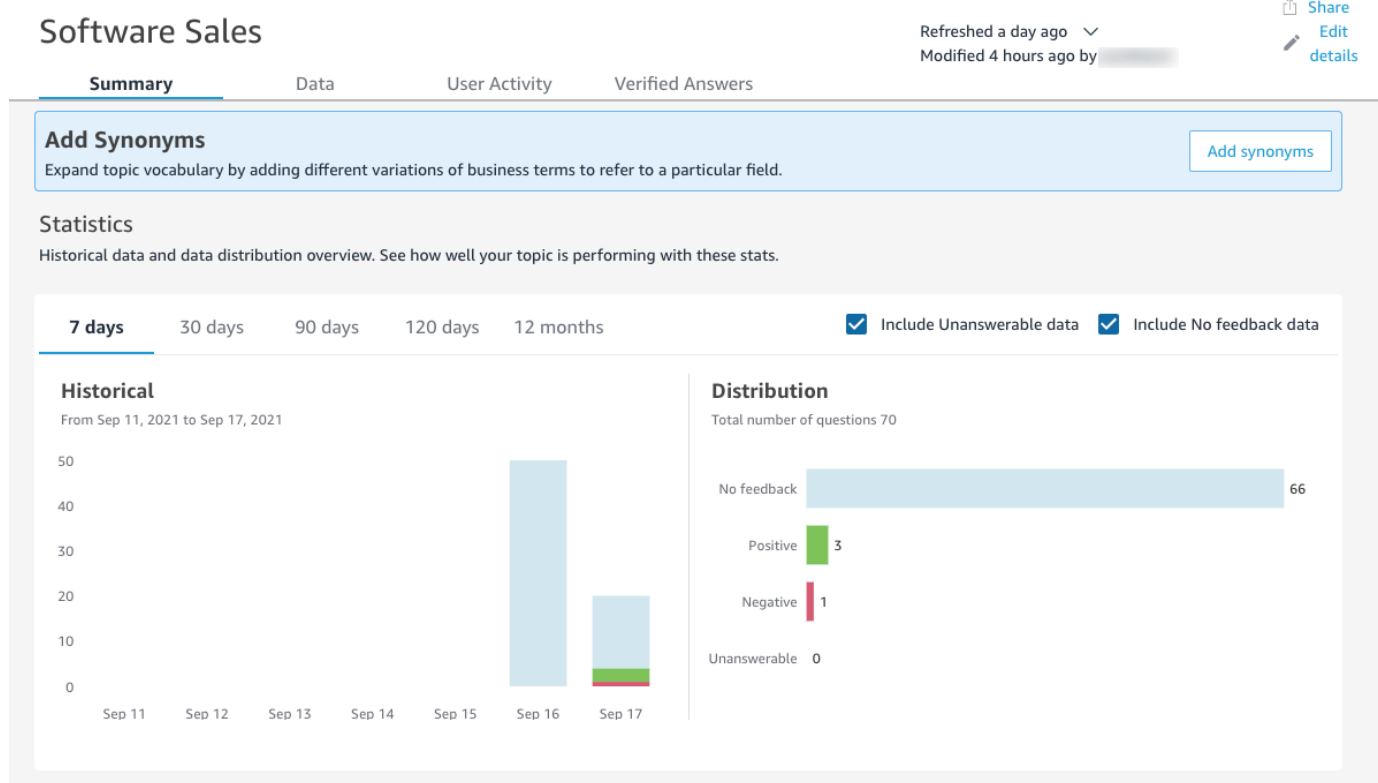 Software Sales
Refreshed a day ago
Modified 4 hours ago by
Share
Edit
details
Summary
Data
User Activity
Verified Answers
Add Synonyms
Expand topic vocabulary by adding different variations of business terms to refer to a particular field.
Add synonyms
Statistics
Historical data and data distribution overview. See how well your topic is performing with these stats.
7 days
30 days
90 days
120 days
12 months
Include Unanswerable data
Include No feedback data
Historical
From Sep 11, 2021 to Sep 17, 2021
50
40
30
20
10
0
Sep 11
Sep 12
Sep 13
Sep 14
Sep 15
Sep 16
Sep 17
Distribution
Total number of questions 70
No feedback 66
Positive 3
Negative 1
Unanswerable 0